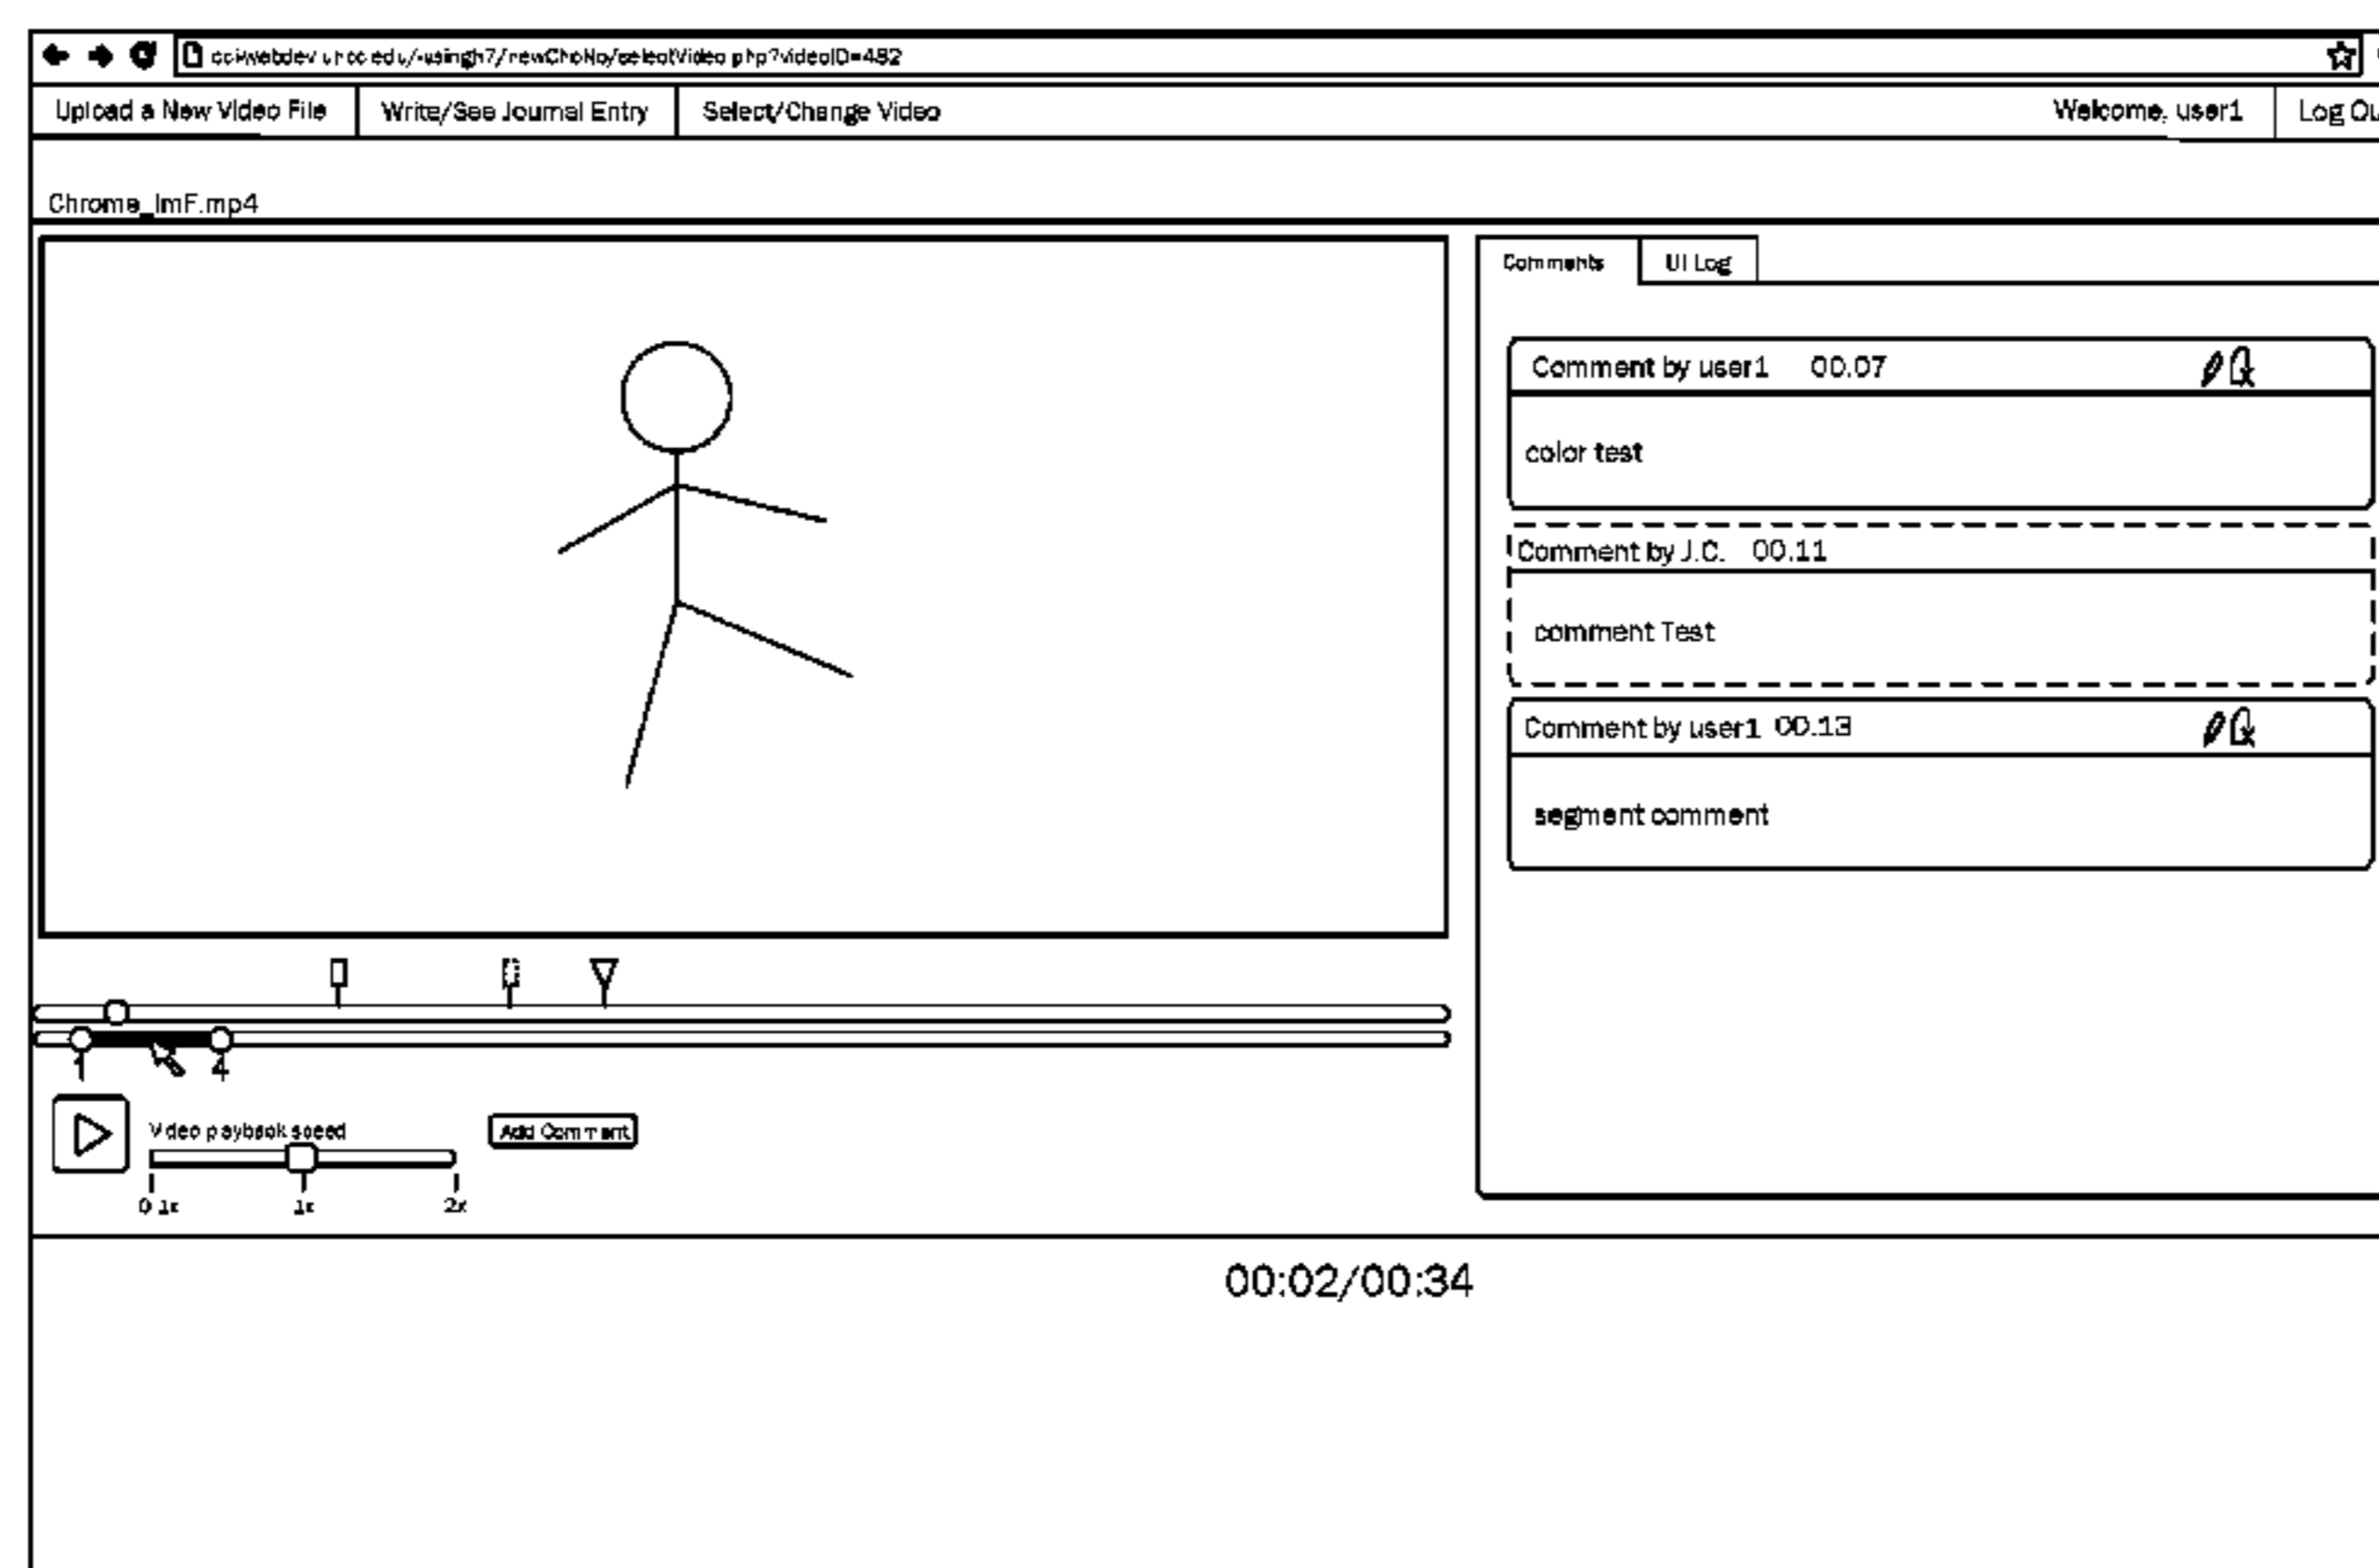 Upload a New Video File
Write/See Journal Entry
Select/Change Video
Welcome, user1
Chrome_ImF.mp4
Comments
UI Log
Comment by user1 00.07
color test
Comment by J.C. 00.11
comment Test
Comment by user1 00.13
segment comment
1
4
Video playback speed
Add Comment
0.1x
1x
2x
00:02/00:34